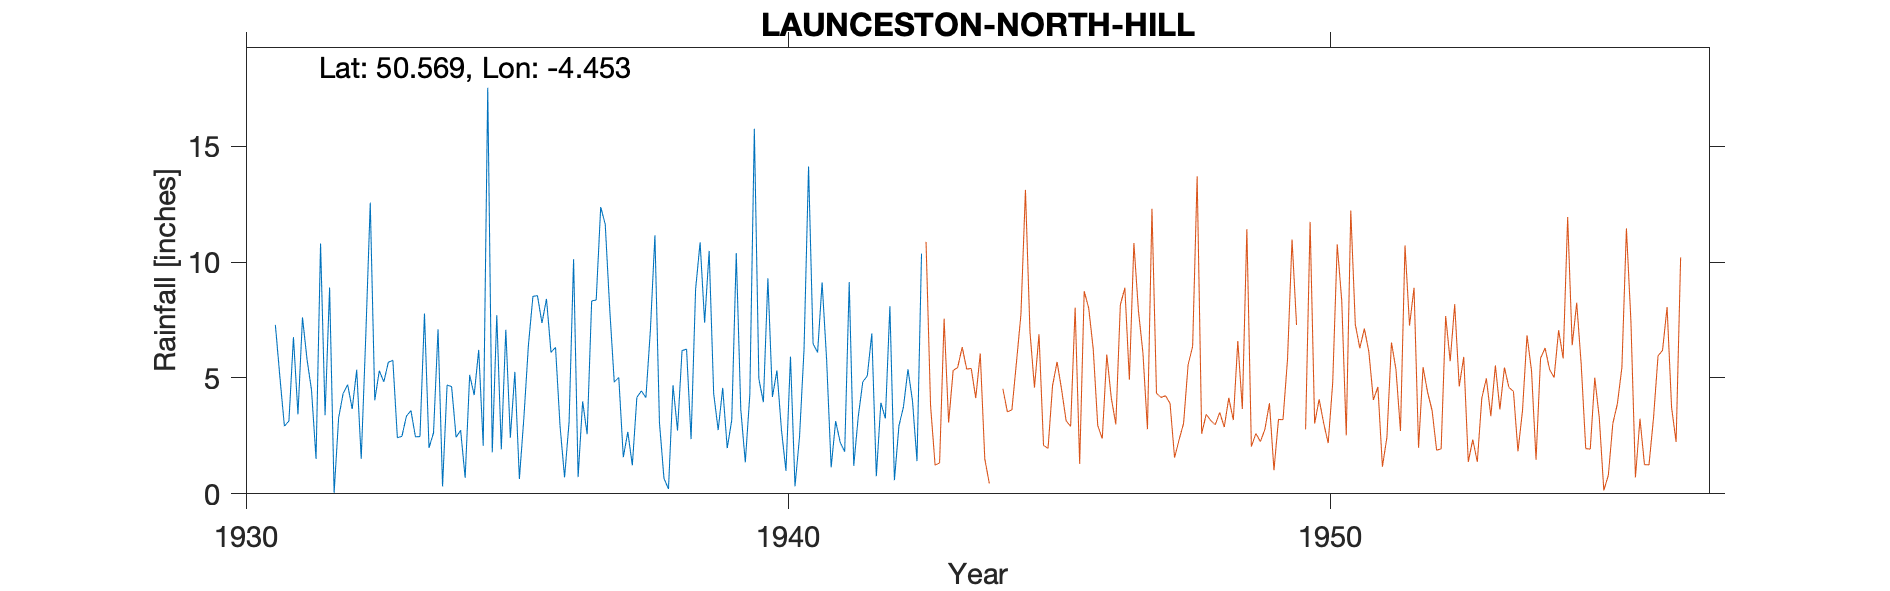 LAUNCESTON-NORTH-HILL
Lat: 50.569, Lon: -4.453
15
10
5
0
Rainfall [inches]
1930 1940 1950
Year